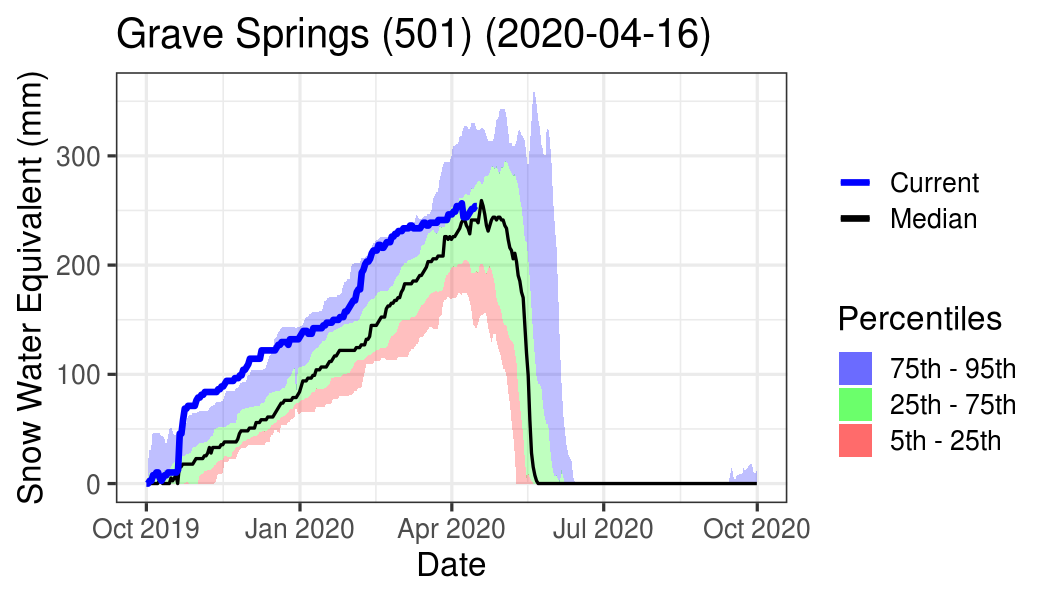 Grave Springs (501) (2020-04-16)
Snow Water Equivalent (mm)
300
200
100
0
Oct 2019 Jan 2020 Apr 2020 Jul 2020 Oct 2020
Date
Current
Median
Percentiles
75th - 95th
25th - 75th
5th - 25th